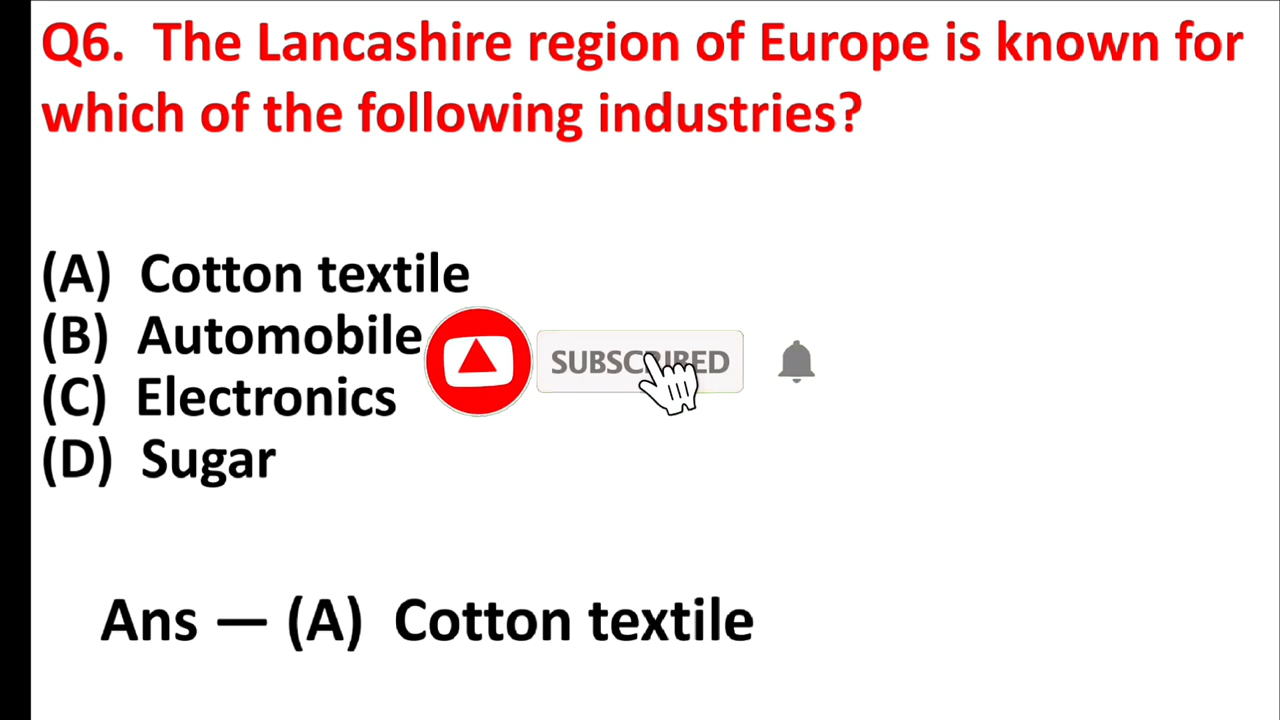 Q6. The Lancashire region of Europe is known for
which of the following industries?
(A) Cotton textile
(B) Automobile
SUBSCRIBED
(C) Electronics
(D) Sugar
Ans — (A) Cotton textile